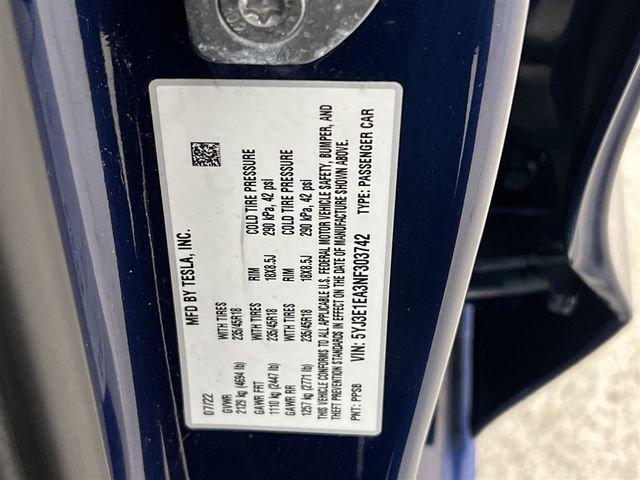 MFD BY TESLA, INC.
07/22
GVWR
2129 kg (4694 lb)
GAWR FRT WITH TIRES RIM COLD TIRE PRESSURE
1110 kg (2447 lb) 235/45R18 18X8.5J 290 kPa, 42 psi
GAWR RR WITH TIRES RIM COLD TIRE PRESSURE
1257 kg (2771 lb) 235/45R18 18X8.5J 290 kPa, 42 psi
THIS VEHICLE CONFORMS TO ALL APPLICABLE U.S. FEDERAL MOTOR VEHICLE SAFETY, BUMPER, AND
THEFT PREVENTION STANDARDS IN EFFECT ON THE DATE OF MANUFACTURE SHOWN ABOVE.
VIN: 5YJ3E1EA3NF303742 TYPE: PASSENGER CAR
PNT: PPSB